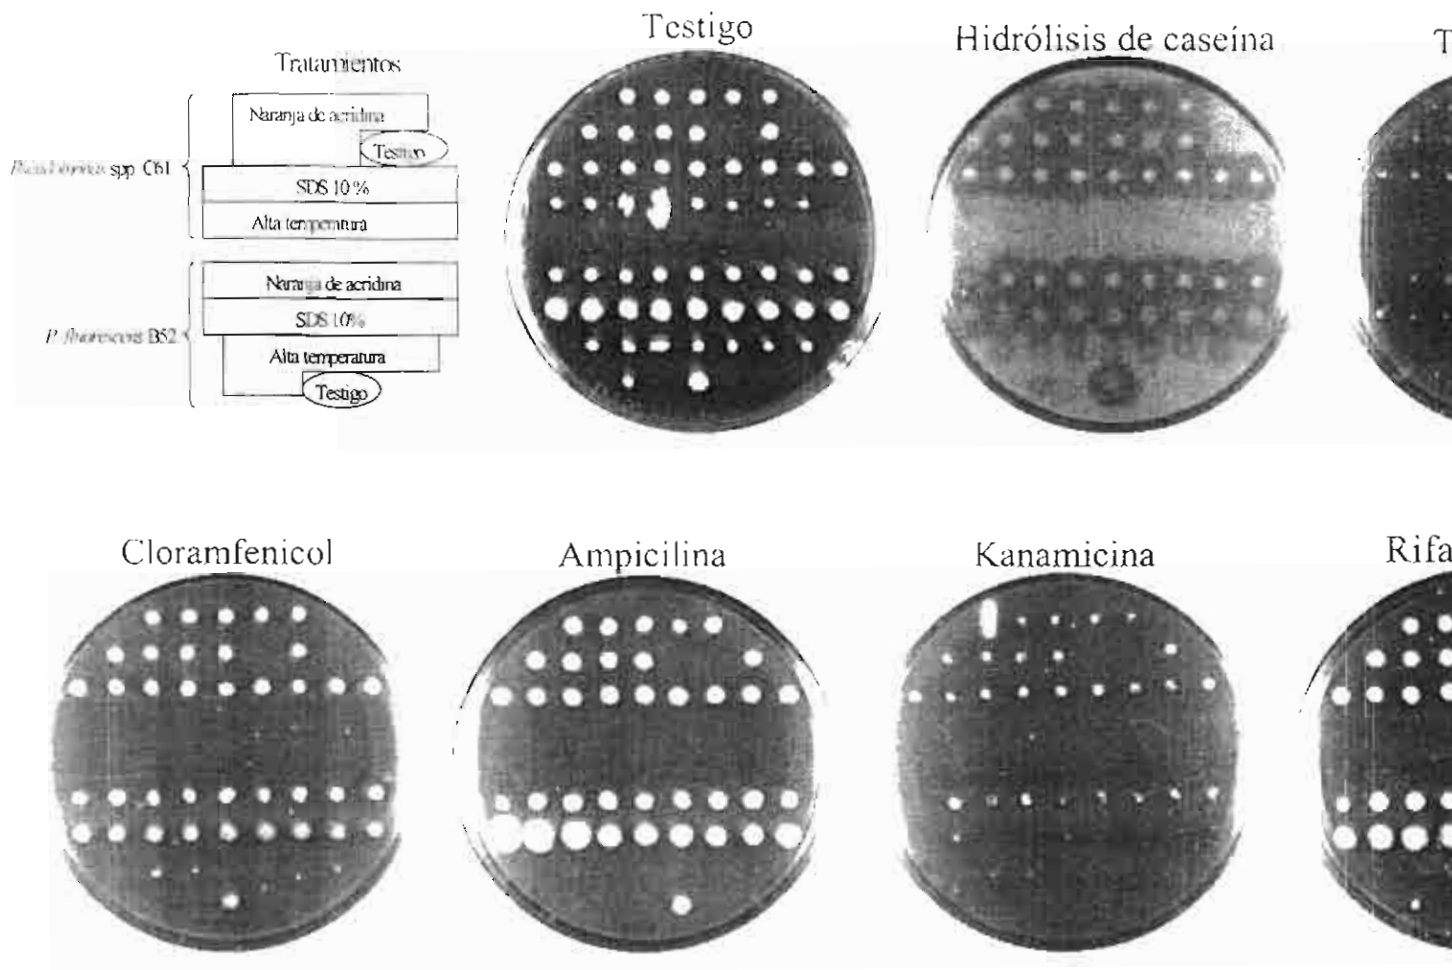 Testigo
Hidrólisis de caseína
T
Tratamientos
Naranja de acridina
Testigo
spp. C61
SDS 10 %
Alta temperatura
Naranja de acridina
SDS 10%
P. fluorescens B52
Alta temperatura
Testigo
Cloramfenicol
Ampicilina
Kanamicina
Rifa